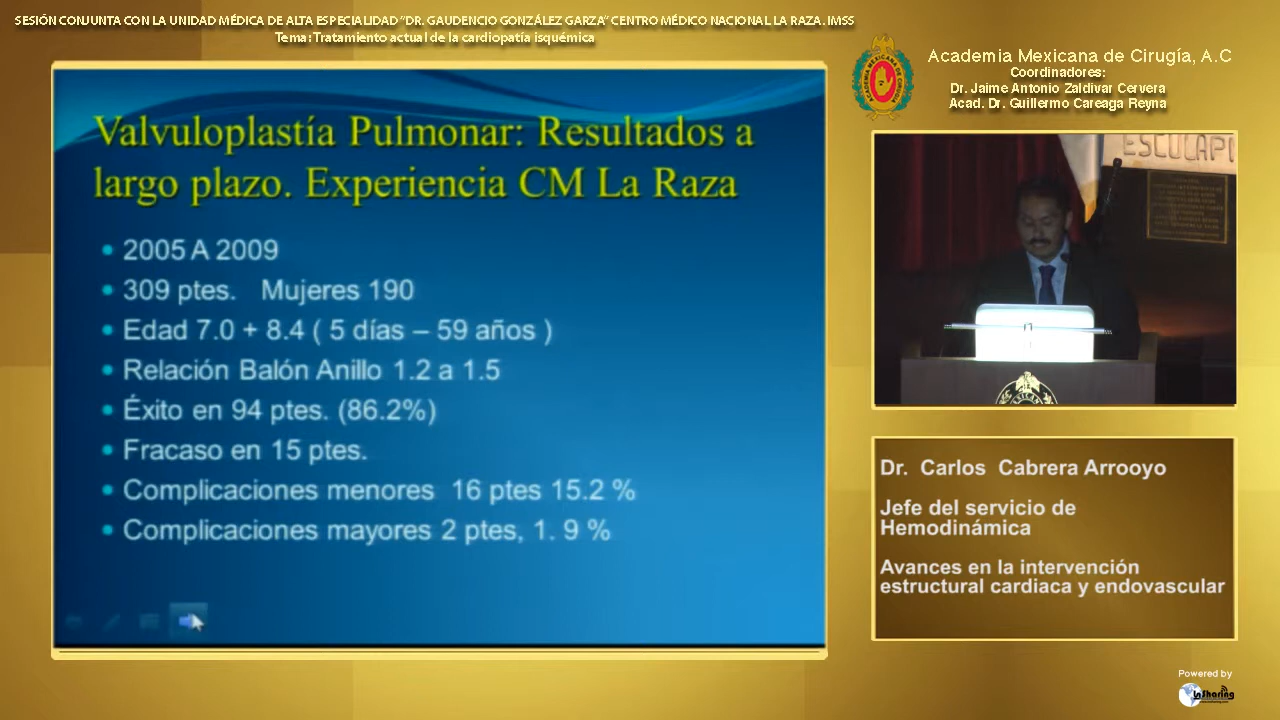 SESIÓN CONJUNTA CON LA UNIDAD MÉDICA DE ALTA ESPECIALIDAD "DR. GAUDENCIO GONZÁLEZ GARZA" CENTRO MÉDICO NACIONAL LA RAZA. IMSS
Tema: Tratamiento actual de la cardiopatía isquémica
Academia Mexicana de Cirugía, A.C
Coordinadores:
Dr. Jaime Antonio Zaldívar Cervera
Acad. Dr. Guillermo Careaga Reyna
Valvuloplastía Pulmonar: Resultados a
largo plazo. Experiencia CM La Raza
• 2005 A 2009
• 309 ptes. Mujeres 190
• Edad 7.0 + 8.4 ( 5 días – 59 años )
• Relación Balón Anillo 1.2 a 1.5
• Éxito en 94 ptes. (86.2%)
• Fracaso en 15 ptes.
• Complicaciones menores 16 ptes 15.2 %
• Complicaciones mayores 2 ptes, 1. 9 %
ESCULAP
Dr. Carlos Cabrera Arrooyo
Jefe del servicio de
Hemodinámica
Avances en la intervención
estructural cardiaca y endovascular
Powered by
InSharing